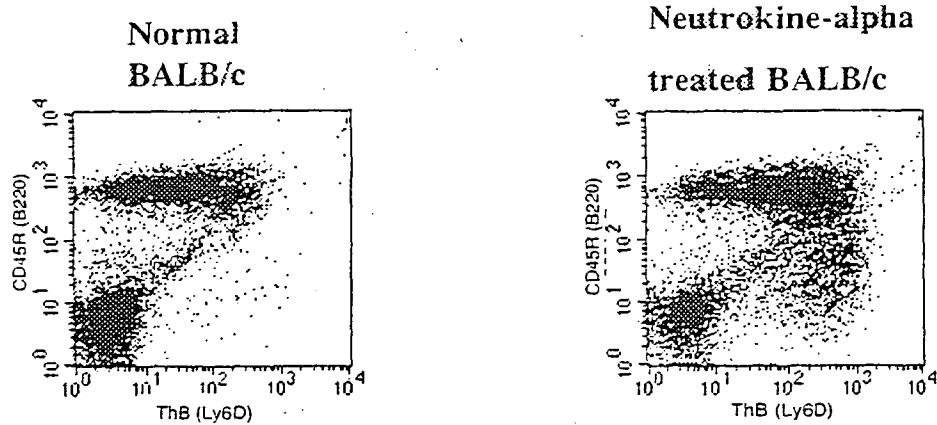 Normal
BALB/c
10^4
10^3
10^2
10^1
10^0
CD45R (B220)
10^0 10^1 10^2 10^3 10^4
ThB (Ly6D)
Neutrokine-alpha
treated BALB/c
10^4
10^3
10^2
10^1
10^0
CD45R (B220)
10^0 10^1 10^2 10^3 10^4
ThB (Ly6D)